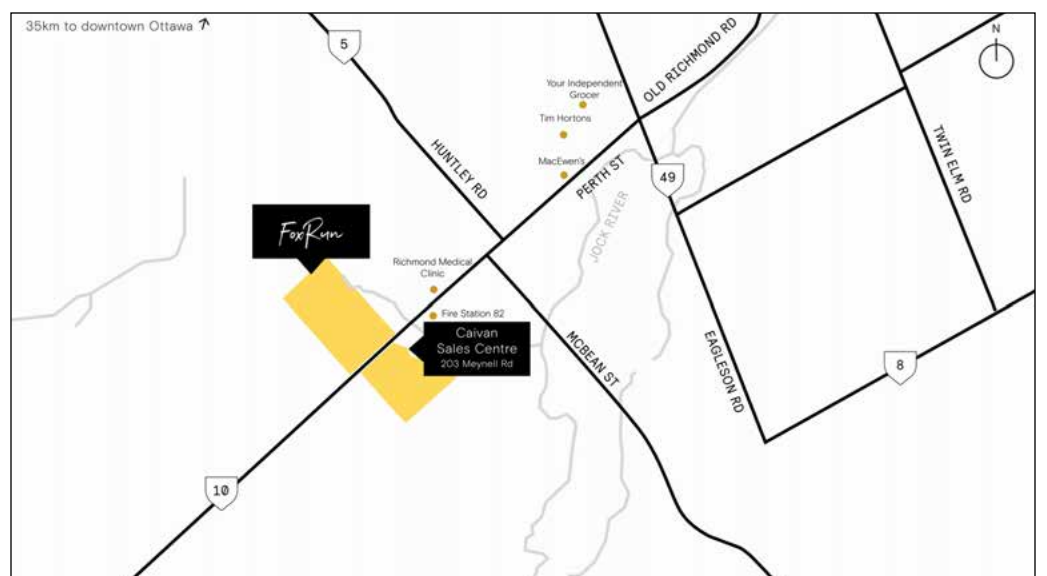 35km to downtown Ottawa
N
5
OLD RICHMOND RD
Your Independent
Grocer
Tim Hortons
HUNTLEY RD
MacEwen's
PERTH ST
49
TWIN ELM RD
JOCK RIVER
FoxRun
Richmond Medical
Clinic
Fire Station 82
Caivan
Sales Centre
203 Meynell Rd
MCBEAN ST
EAGLESON RD
8
10